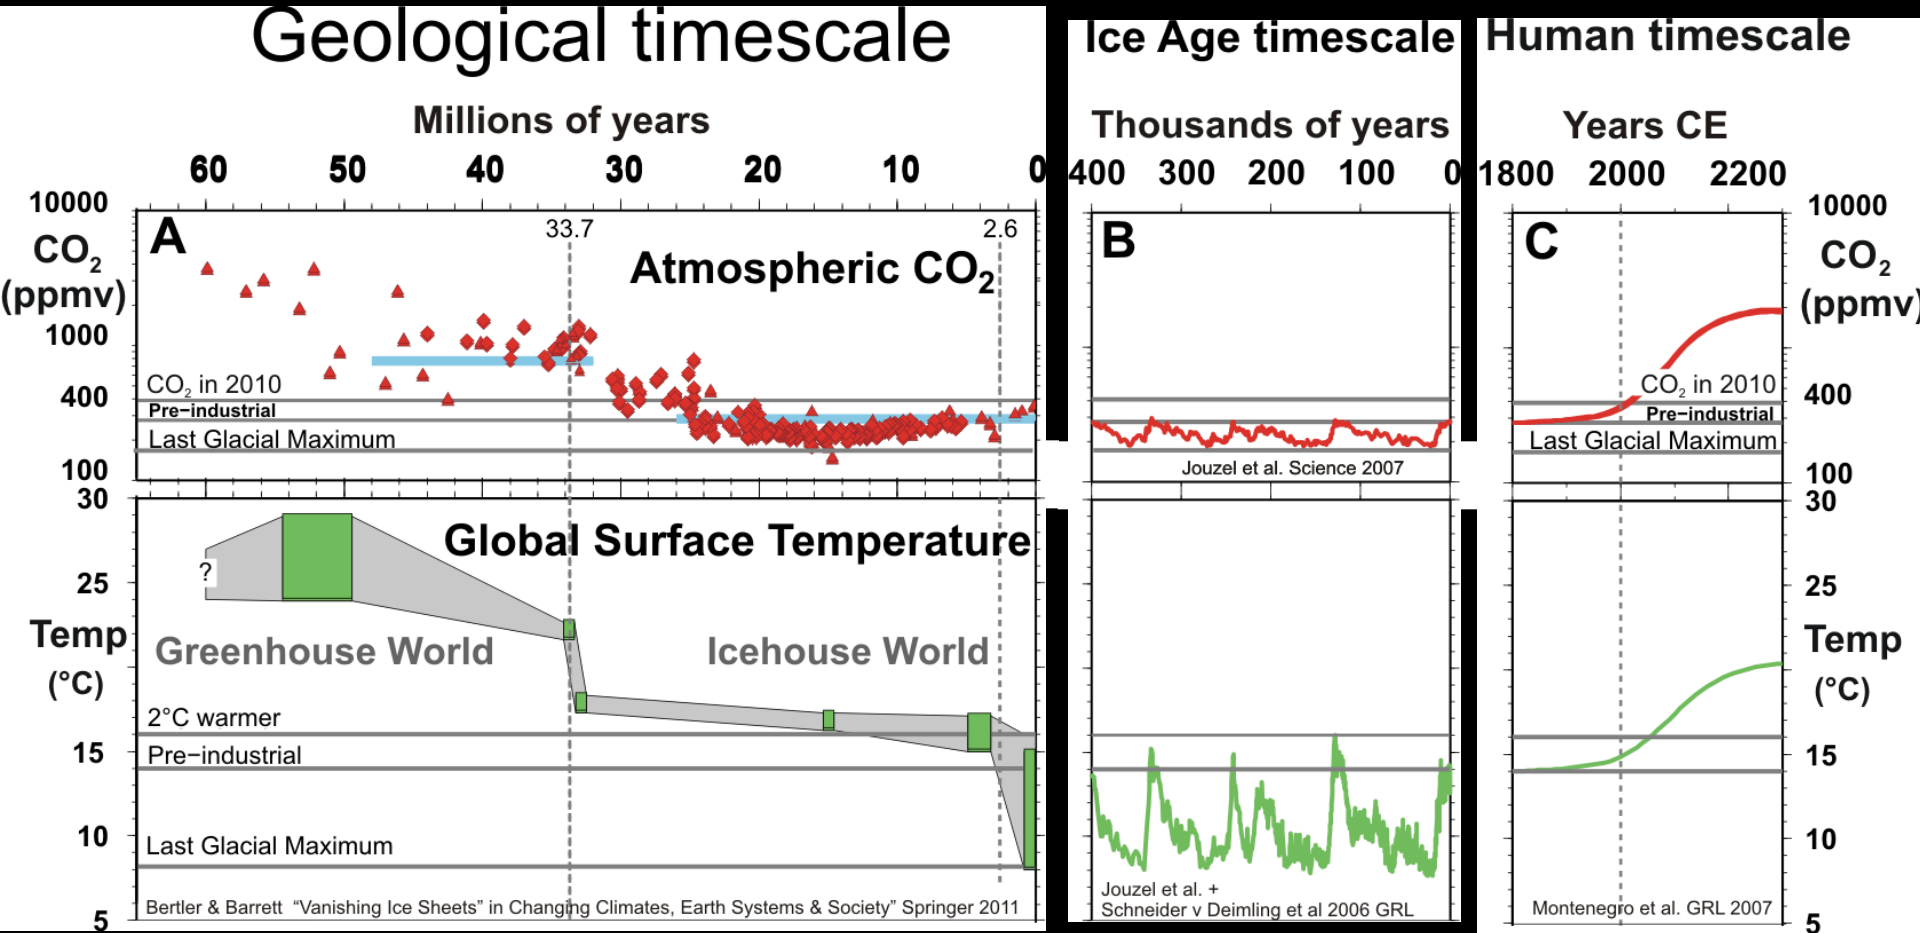 Geological timescale
Millions of years
60 50 40 30 20 10 0
10000
CO2
(ppmv)
1000
400
100
A
33.7
2.6
Atmospheric CO2
CO2 in 2010
Pre−industrial
Last Glacial Maximum
30
25
Temp
(°C)
15
10
5
Global Surface Temperature
?
Greenhouse World
Icehouse World
2°C warmer
Pre−industrial
Last Glacial Maximum
Bertler & Barrett “Vanishing Ice Sheets” in Changing Climates, Earth Systems & Society” Springer 2011
Ice Age timescale
Thousands of years
400 300 200 100 0
B
Jouzel et al. Science 2007
Jouzel et al. +
Schneider v Deimling et al 2006 GRL
Human timescale
Years CE
1800 2000 2200
C
10000
CO2
(ppmv)
400
100
CO2 in 2010
Pre−industrial
Last Glacial Maximum
30
25
Temp
(°C)
15
10
5
Montenegro et al. GRL 2007